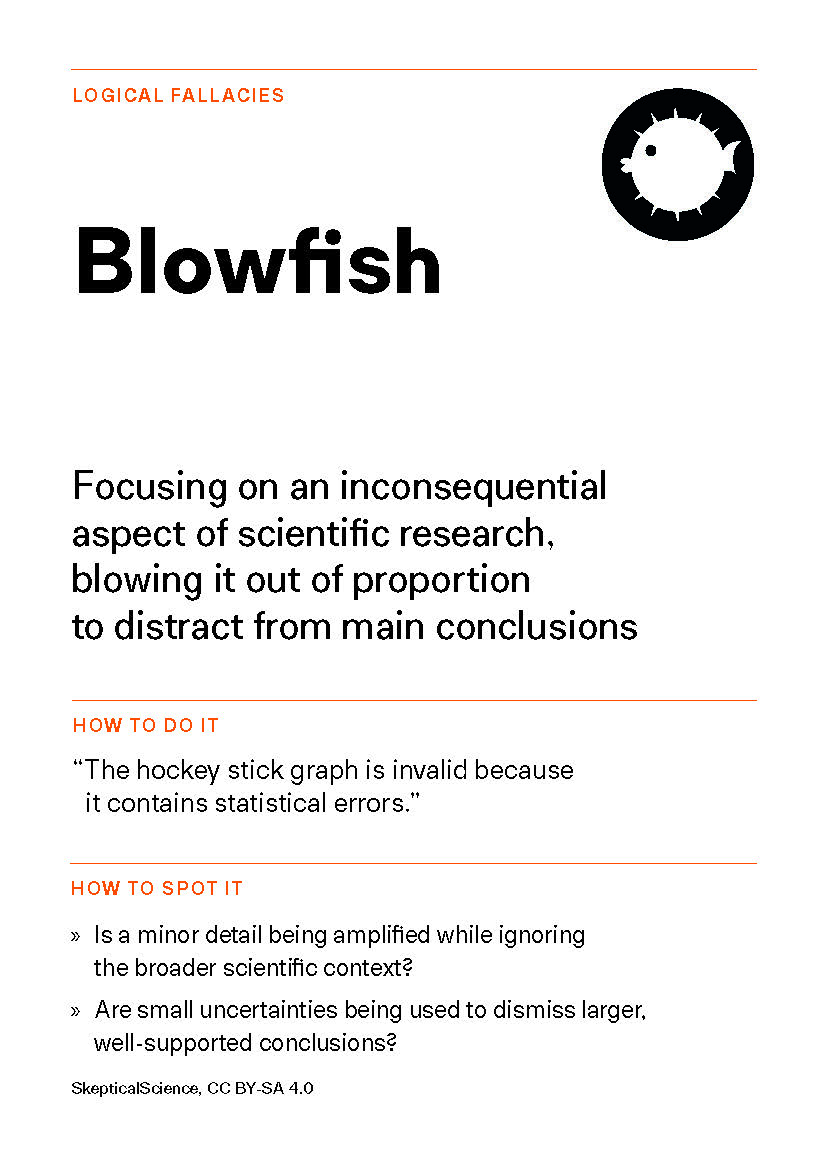 LOGICAL FALLACIES
Blowfish
Focusing on an inconsequential
aspect of scientific research,
blowing it out of proportion
to distract from main conclusions
HOW TO DO IT
“The hockey stick graph is invalid because
it contains statistical errors.”
HOW TO SPOT IT
» Is a minor detail being amplified while ignoring
the broader scientific context?
» Are small uncertainties being used to dismiss larger,
well-supported conclusions?
SkepticalScience, CC BY-SA 4.0